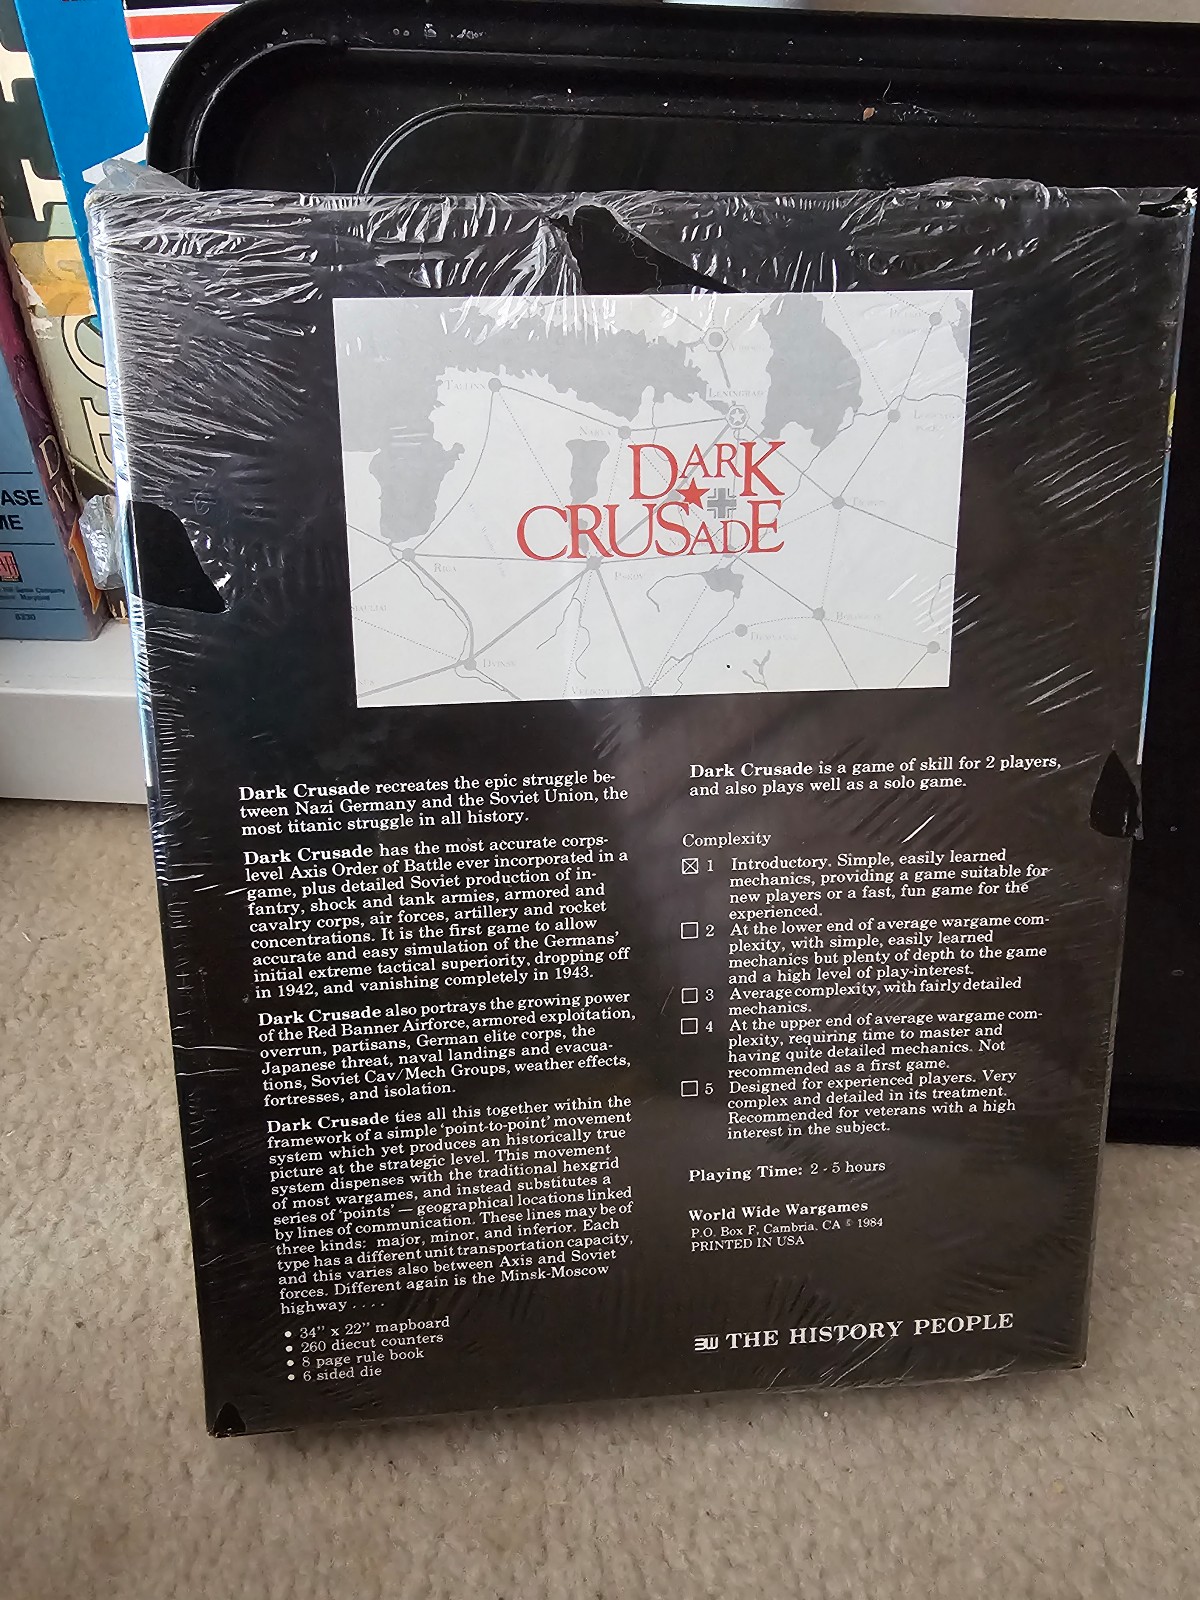 TALLINN
NARVA
LENINGRAD
DARK
CRUSADE
RIGA
PSKOV
DVINSK
ASE
ME
6330
Dark Crusade recreates the epic struggle be-
tween Nazi Germany and the Soviet Union, the
most titanic struggle in all history.
Dark Crusade has the most accurate corps-
level Axis Order of Battle ever incorporated in a
game, plus detailed Soviet production of in-
fantry, shock and tank armies, armored and
cavalry corps, air forces, artillery and rocket
concentrations. It is the first game to allow
accurate and easy simulation of the Germans'
initial extreme tactical superiority, dropping off
in 1942, and vanishing completely in 1943.
Dark Crusade also portrays the growing power
of the Red Banner Airforce, armored exploitation,
overrun, partisans, German elite corps, the
Japanese threat, naval landings and evacua-
tions, Soviet Cav/Mech Groups, weather effects,
fortresses, and isolation.
Dark Crusade ties all this together within the
framework of a simple 'point-to-point' movement
system which yet produces an historically true
picture at the strategic level. This movement
system dispenses with the traditional hexgrid
of most wargames, and instead substitutes a
series of 'points' — geographical locations linked
by lines of communication. These lines may be of
three kinds: major, minor, and inferior. Each
type has a different unit transportation capacity,
and this varies also between Axis and Soviet
forces. Different again is the Minsk-Moscow
highway . . . .
• 34" x 22" mapboard
• 260 diecut counters
• 8 page rule book
• 6 sided die
Dark Crusade is a game of skill for 2 players,
and also plays well as a solo game.
Complexity
☒ 1 Introductory. Simple, easily learned
mechanics, providing a game suitable for
new players or a fast, fun game for the
experienced.
☐ 2 At the lower end of average wargame com-
plexity, with simple, easily learned
mechanics but plenty of depth to the game
and a high level of play-interest.
☐ 3 Average complexity, with fairly detailed
mechanics.
☐ 4 At the upper end of average wargame com-
plexity, requiring time to master and
having quite detailed mechanics. Not
recommended as a first game.
☐ 5 Designed for experienced players. Very
complex and detailed in its treatment.
Recommended for veterans with a high
interest in the subject.
Playing Time: 2 - 5 hours
World Wide Wargames
P.O. Box F, Cambria. CA © 1984
PRINTED IN USA
3W THE HISTORY PEOPLE